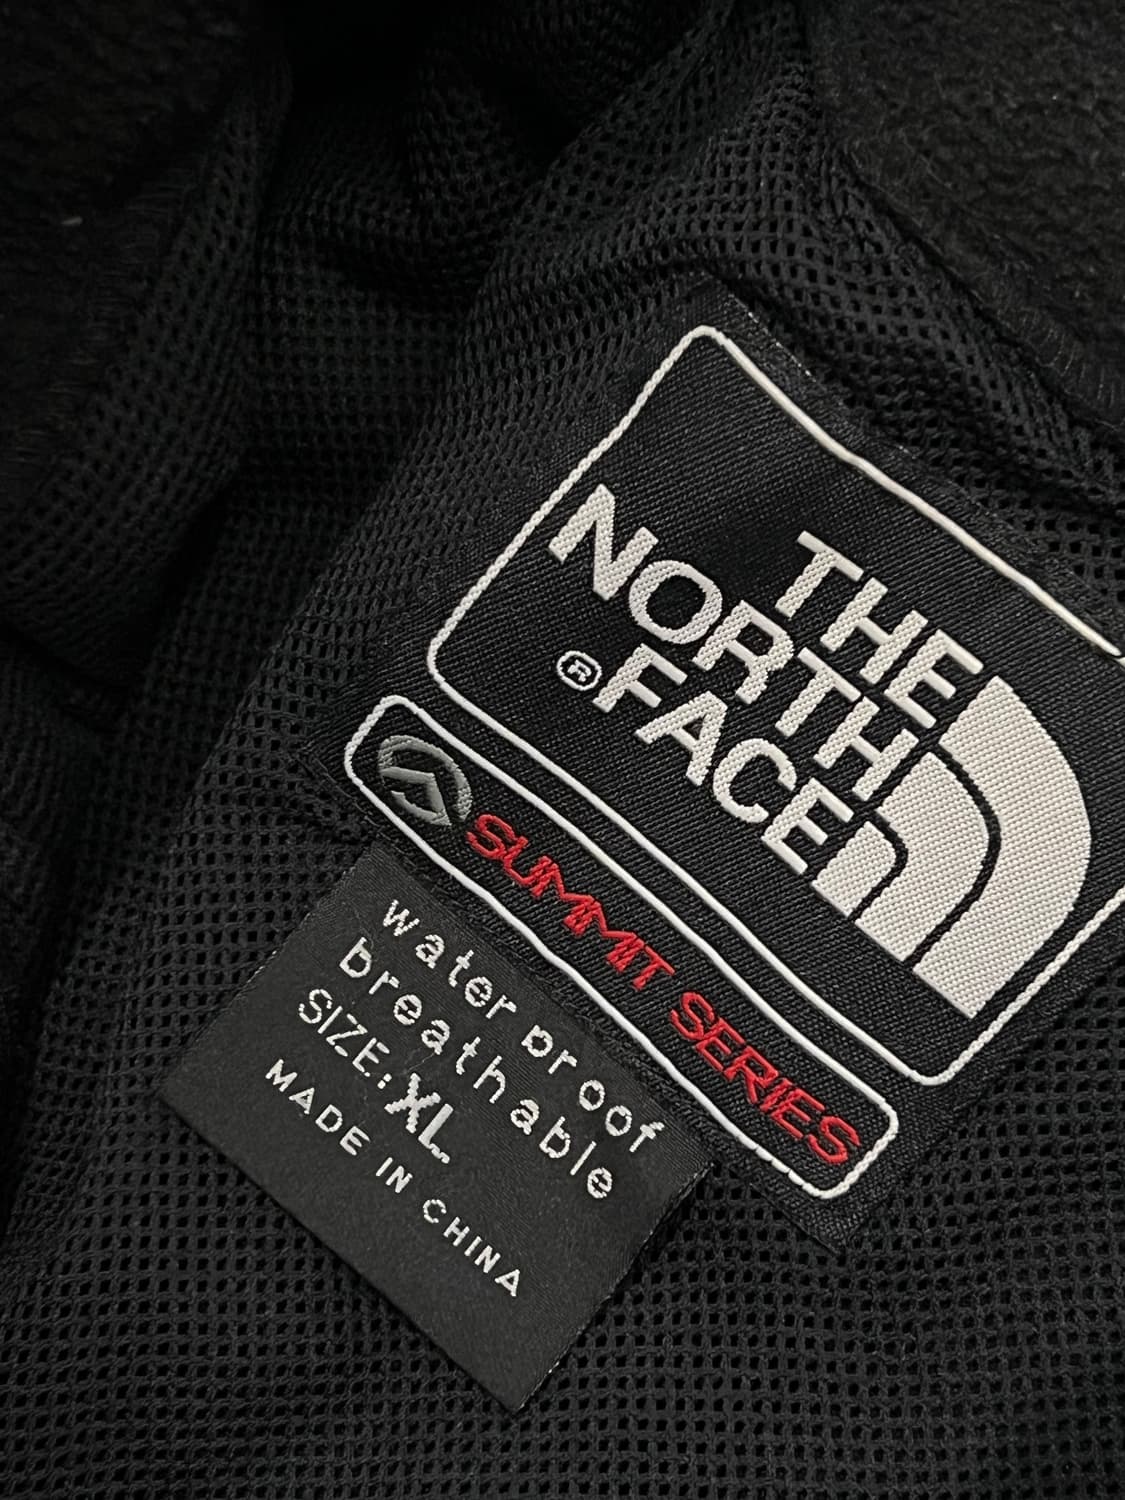 THE
NORTH
FACE®
SUMMIT SERIES
water proof
breathable
SIZE:XL
MADE IN CHINA